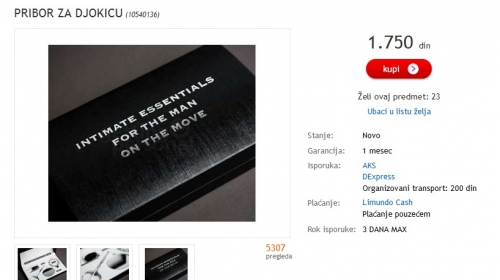 PRIBOR ZA DJOKICU (10540136)
INTIMATE ESSENTIALS
FOR THE MAN
ON THE MOVE
1.750 din
kupi
Želi ovaj predmet: 23
Ubaci u listu želja
Stanje: Novo
Garancija: 1 mesec
Isporuka: AKS
DExpress
Organizovani transport: 200 din
Plaćanje: Limundo Cash
Plaćanje pouzećem
Rok isporuke: 3 DANA MAX
5307
pregleda